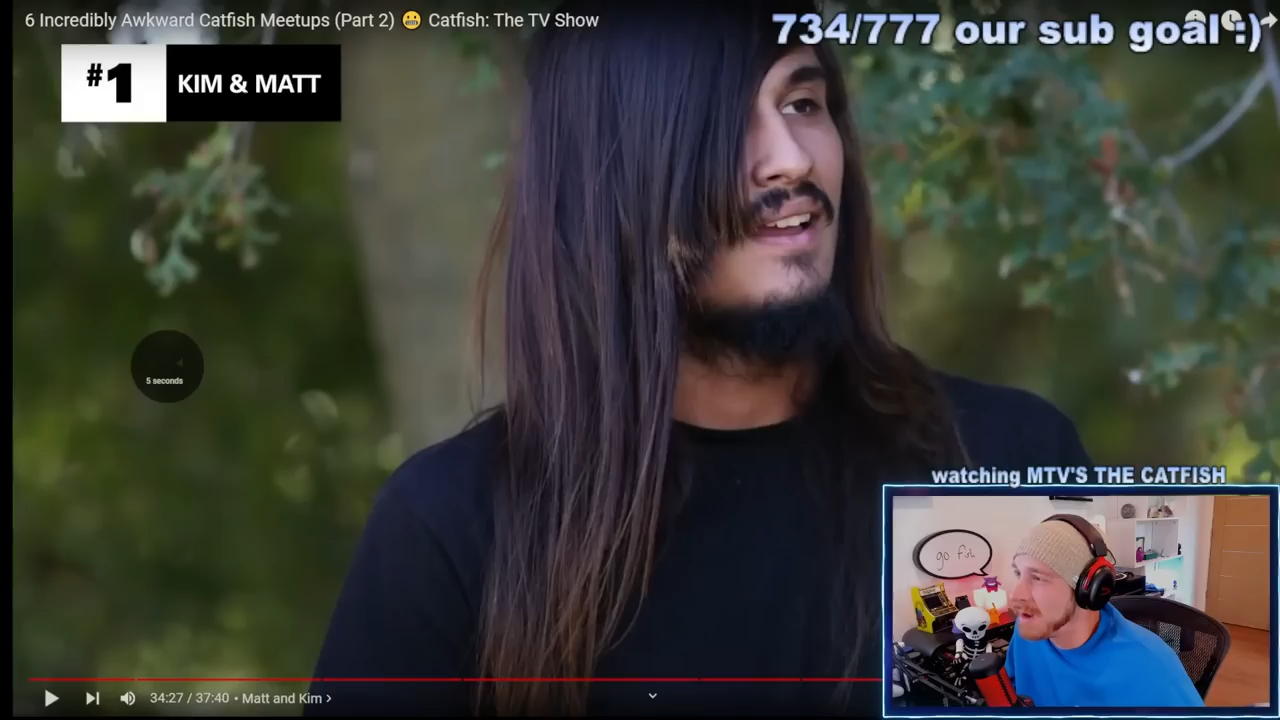 6 Incredibly Awkward Catfish Meetups (Part 2) 😬 Catfish: The TV Show
734/777 our sub goal :)
#1 KIM & MATT
5 seconds
watching MTV'S THE CATFISH
go fish
34:27 / 37:40 • Matt and Kim ›